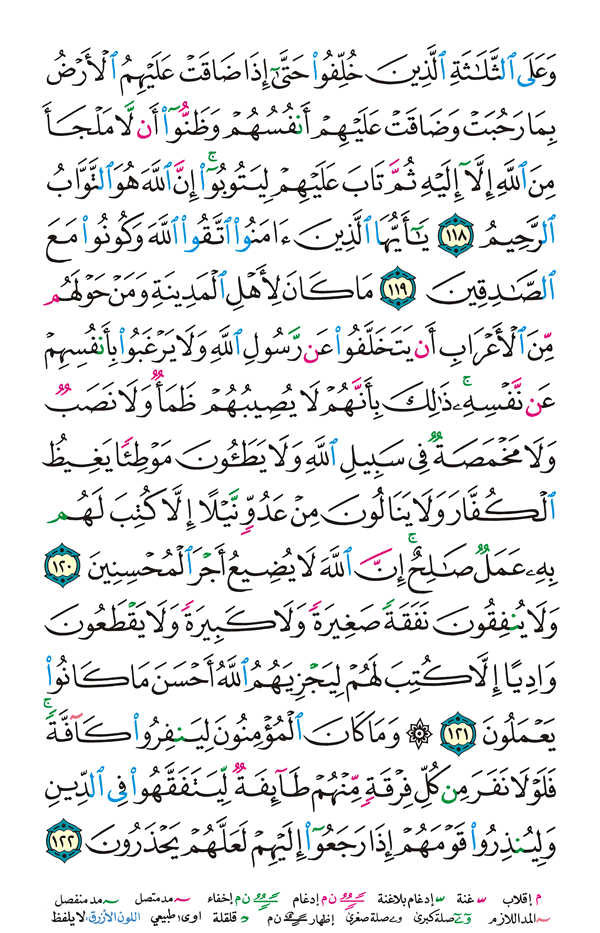 وَعَلَى ٱلثَّلَـٰثَةِ ٱلَّذِينَ خُلِّفُوا۟ حَتَّىٰٓ إِذَا ضَاقَتْ عَلَيْهِمُ ٱلْأَرْضُ
بِمَا رَحُبَتْ وَضَاقَتْ عَلَيْهِمْ أَنفُسُهُمْ وَظَنُّوٓا۟ أَن لَّا مَلْجَأَ
مِنَ ٱللَّهِ إِلَّآ إِلَيْهِ ثُمَّ تَابَ عَلَيْهِمْ لِيَتُوبُوٓا۟ ۚ إِنَّ ٱللَّهَ هُوَ ٱلتَّوَّابُ
ٱلرَّحِيمُ ١١٨ يَـٰٓأَيُّهَا ٱلَّذِينَ ءَامَنُوا۟ ٱتَّقُوا۟ ٱللَّهَ وَكُونُوا۟ مَعَ
ٱلصَّـٰدِقِينَ ١١٩ مَا كَانَ لِأَهْلِ ٱلْمَدِينَةِ وَمَنْ حَوْلَهُم
مِّنَ ٱلْأَعْرَابِ أَن يَتَخَلَّفُوا۟ عَن رَّسُولِ ٱللَّهِ وَلَا يَرْغَبُوا۟ بِأَنفُسِهِمْ
عَن نَّفْسِهِۦ ۚ ذَٰلِكَ بِأَنَّهُمْ لَا يُصِيبُهُمْ ظَمَأٌ وَلَا نَصَبٌ
وَلَا مَخْمَصَةٌ فِى سَبِيلِ ٱللَّهِ وَلَا يَطَـُٔونَ مَوْطِئًا يَغِيظُ
ٱلْكُفَّارَ وَلَا يَنَالُونَ مِنْ عَدُوٍّ نَّيْلًا إِلَّا كُتِبَ لَهُم
بِهِۦ عَمَلٌ صَـٰلِحٌ ۚ إِنَّ ٱللَّهَ لَا يُضِيعُ أَجْرَ ٱلْمُحْسِنِينَ ١٢٠
وَلَا يُنفِقُونَ نَفَقَةً صَغِيرَةً وَلَا كَبِيرَةً وَلَا يَقْطَعُونَ
وَادِيًا إِلَّا كُتِبَ لَهُمْ لِيَجْزِيَهُمُ ٱللَّهُ أَحْسَنَ مَا كَانُوا۟
يَعْمَلُونَ ١٢١ ۞ وَمَا كَانَ ٱلْمُؤْمِنُونَ لِيَنفِرُوا۟ كَآفَّةً ۚ
فَلَوْلَا نَفَرَ مِن كُلِّ فِرْقَةٍ مِّنْهُمْ طَآئِفَةٌ لِّيَتَفَقَّهُوا۟ فِى ٱلدِّينِ
وَلِيُنذِرُوا۟ قَوْمَهُمْ إِذَا رَجَعُوٓا۟ إِلَيْهِمْ لَعَلَّهُمْ يَحْذَرُونَ ١٢٢
م إقلاب غنة إدغام بلاغنة ن م إدغام ن م إخفاء مد متصل مد منفصل
المد اللازم صلة كبرى صلة صغرى إظهار ن م قلقلة اوى: طبيعي اللون الأزرق: لا يلفظ